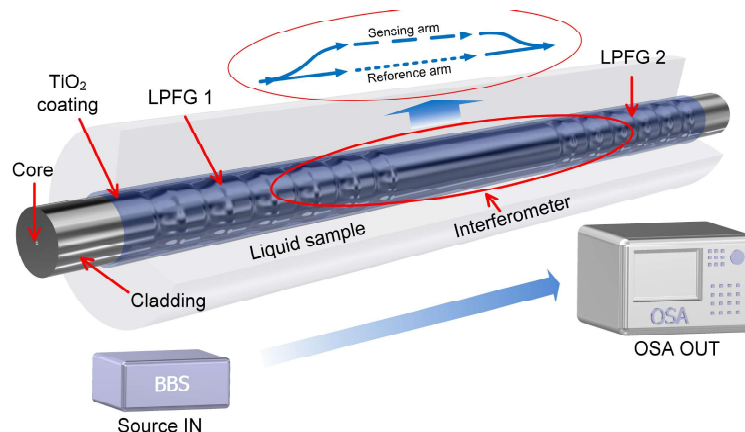 Sensing arm
Reference arm
TiO₂
coating
LPFG 1
LPFG 2
Core
Liquid sample
Interferometer
Cladding
OSA
OSA OUT
BBS
Source IN